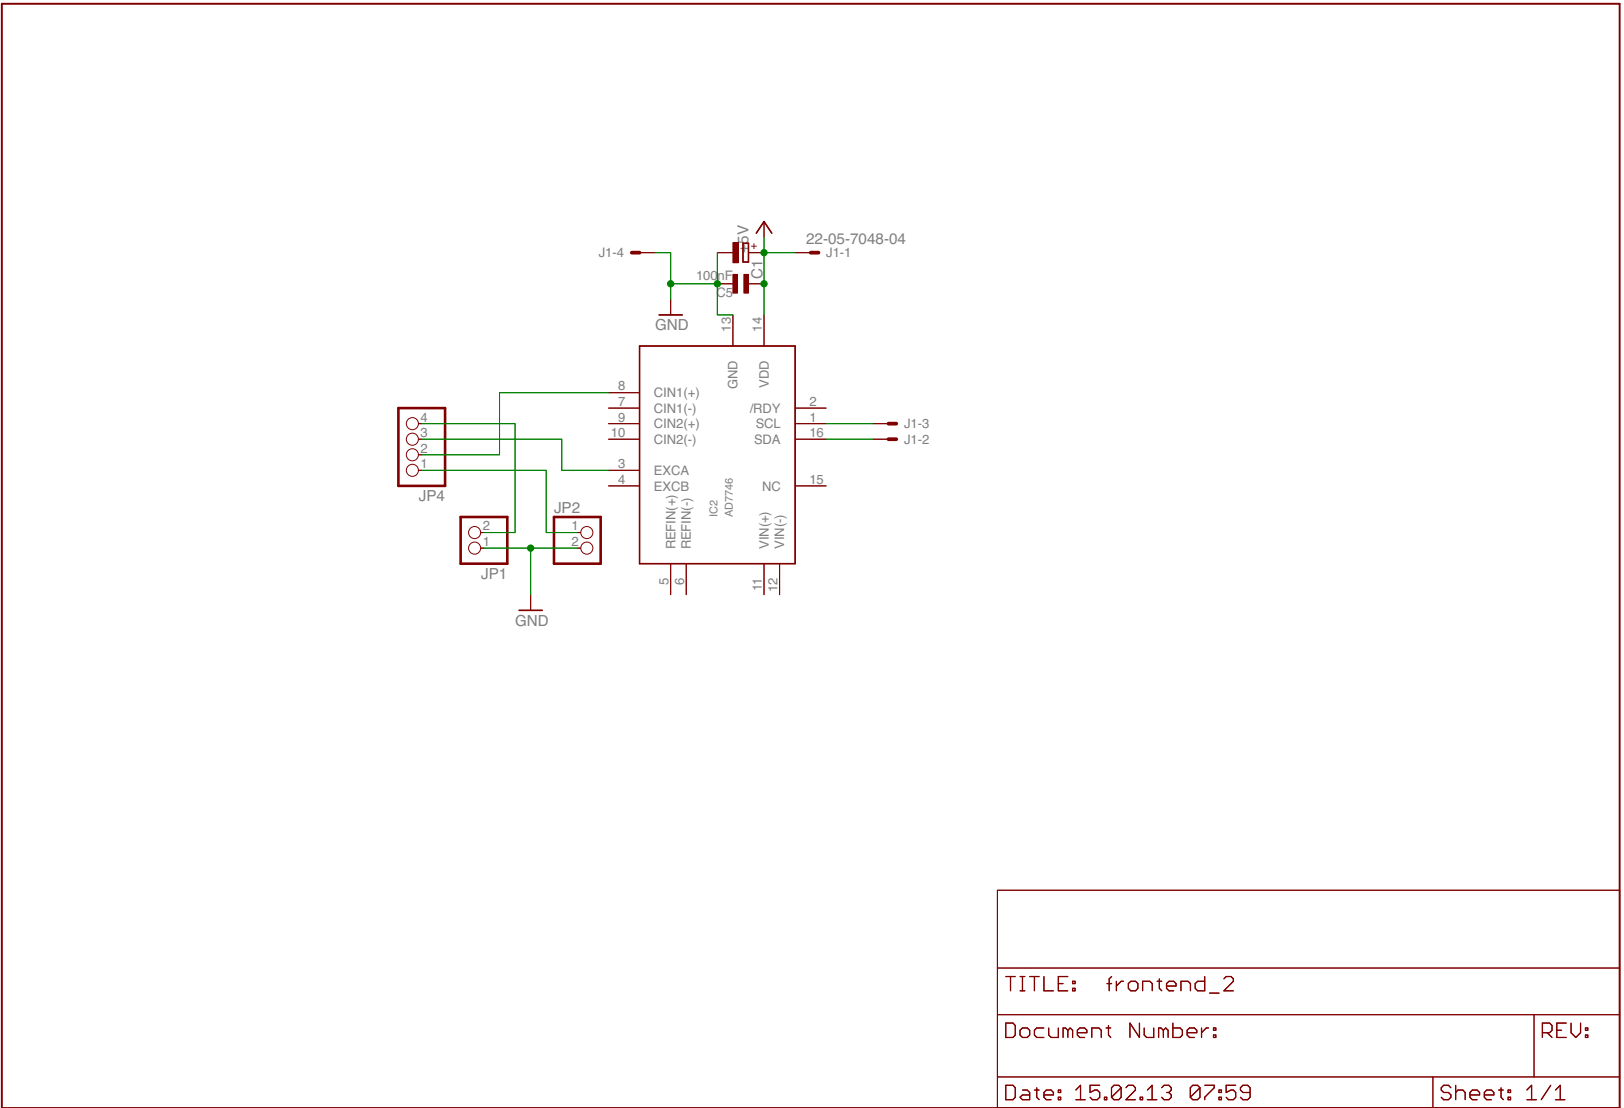 5V
22-05-7048-04
J1-4
+
J1-1
100nF
C1
C5
GND
13
14
GND
VDD
8
CIN1(+)
7
CIN1(-)
/RDY
2
9
CIN2(+)
SCL
1
J1-3
10
CIN2(-)
SDA
16
J1-2
4
3
2
1
JP4
3
EXCA
4
EXCB
NC
15
REFIN(+)
REFIN(-)
IC2
AD7746
VIN(+)
VIN(-)
JP2
2
1
1
2
JP1
5
6
11
12
GND
TITLE: frontend_2
Document Number:
REV:
Date: 15.02.13 07:59
Sheet: 1/1